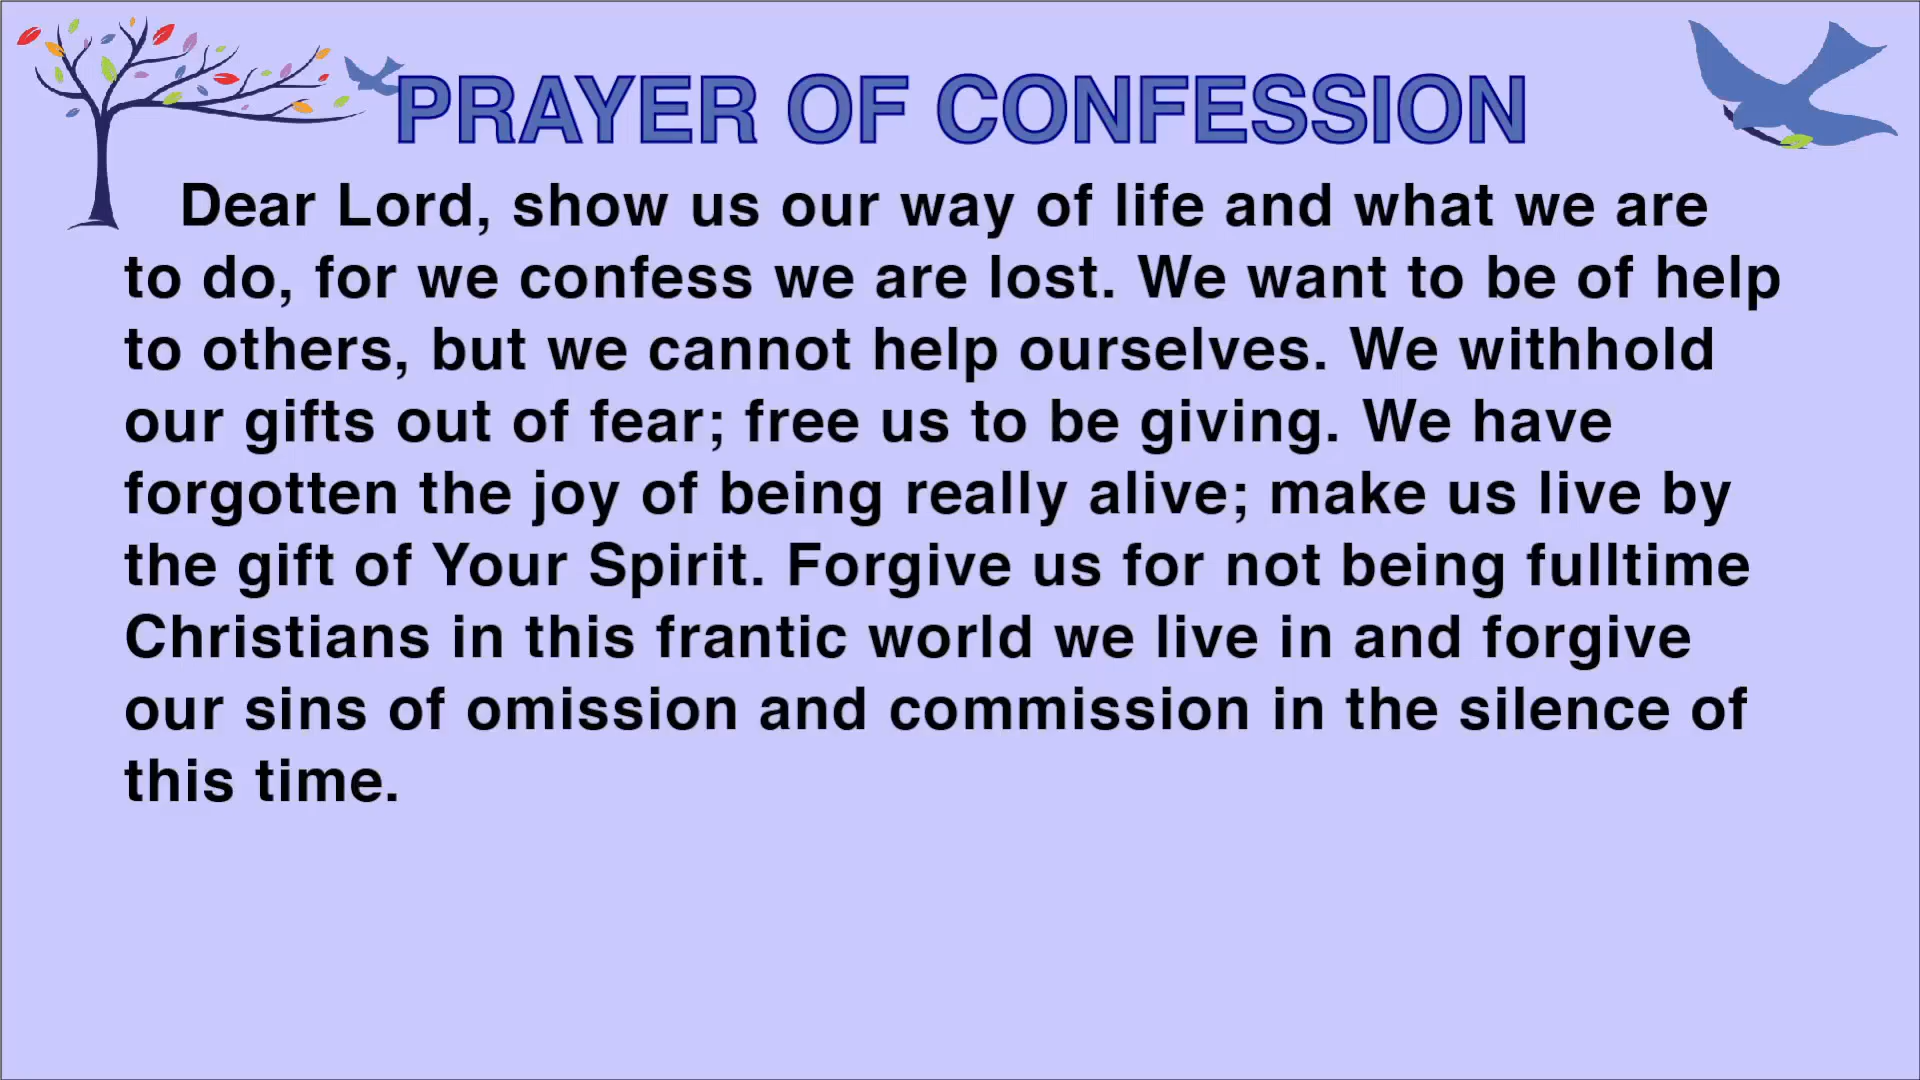 PRAYER OF CONFESSION
Dear Lord, show us our way of life and what we are
to do, for we confess we are lost. We want to be of help
to others, but we cannot help ourselves. We withhold
our gifts out of fear; free us to be giving. We have
forgotten the joy of being really alive; make us live by
the gift of Your Spirit. Forgive us for not being fulltime
Christians in this frantic world we live in and forgive
our sins of omission and commission in the silence of
this time.